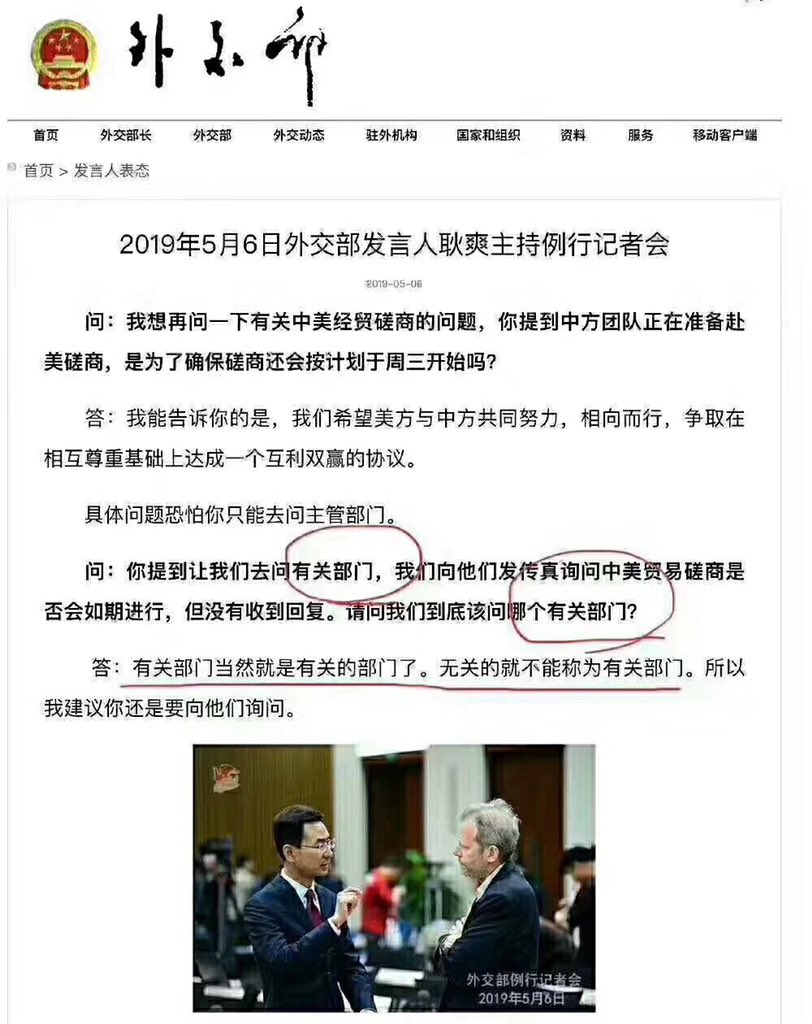 外交部
首页 外交部长 外交部 外交动态 驻外机构 国家和组织 资料 服务 移动客户端
首页 > 发言人表态
2019年5月6日外交部发言人耿爽主持例行记者会
2019-05-06
问：我想再问一下有关中美经贸磋商的问题，你提到中方团队正在准备赴
美磋商，是为了确保磋商还会按计划于周三开始吗？
答：我能告诉你的是，我们希望美方与中方共同努力，相向而行，争取在
相互尊重基础上达成一个互利双赢的协议。
具体问题恐怕你只能去问主管部门。
问：你提到让我们去问有关部门，我们向他们发传真询问中美贸易磋商是
否会如期进行，但没有收到回复。请问我们到底该问哪个有关部门？
答：有关部门当然就是有关的部门了。无关的就不能称为有关部门。所以
我建议你还是要向他们询问。
外交部例行记者会
2019年5月6日